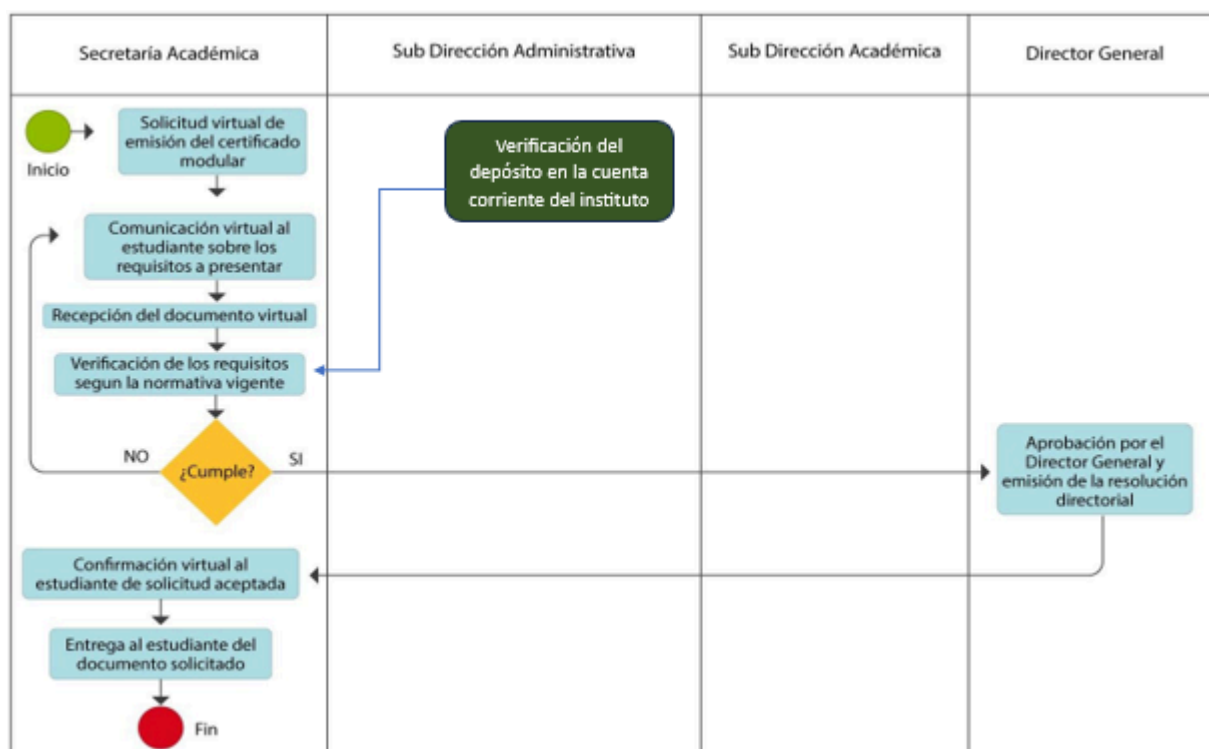 Secretaría Académica
Sub Dirección Administrativa
Sub Dirección Académica
Director General
Inicio
Solicitud virtual de
emisión del certificado
modular
Verificación del
depósito en la cuenta
corriente del instituto
Comunicación virtual al
estudiante sobre los
requisitos a presentar
Recepción del documento virtual
Verificación de los requisitos
segun la normativa vigente
NO
¿Cumple?
SI
Aprobación por el
Director General y
emisión de la resolución
directorial
Confirmación virtual al
estudiante de solicitud aceptada
Entrega al estudiante del
documento solicitado
Fin